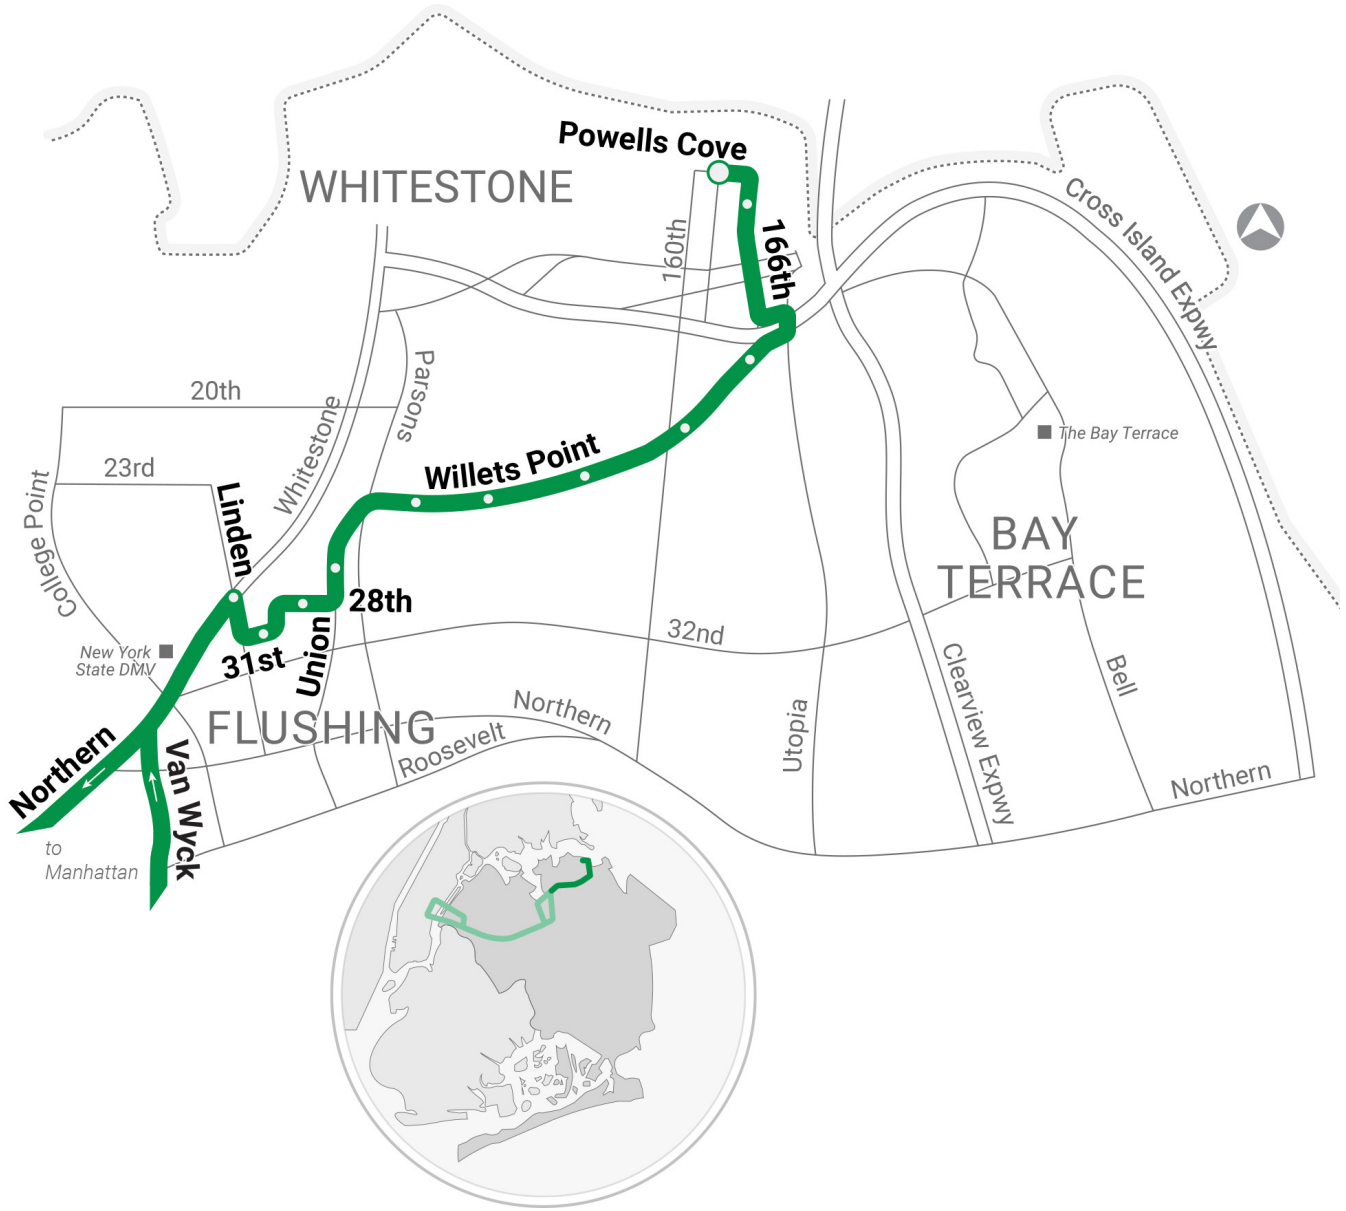 Powells Cove
WHITESTONE
Cross Island Expwy
160th
166th
Parsons
20th
Whitestone
The Bay Terrace
23rd
Willets Point
College Point
Linden
BAY
TERRACE
28th
32nd
Union
New York
State DMV
31st
Clearview Expwy
Bell
FLUSHING
Northern
Utopia
Roosevelt
Northern
Van Wyck
Northern
to
Manhattan